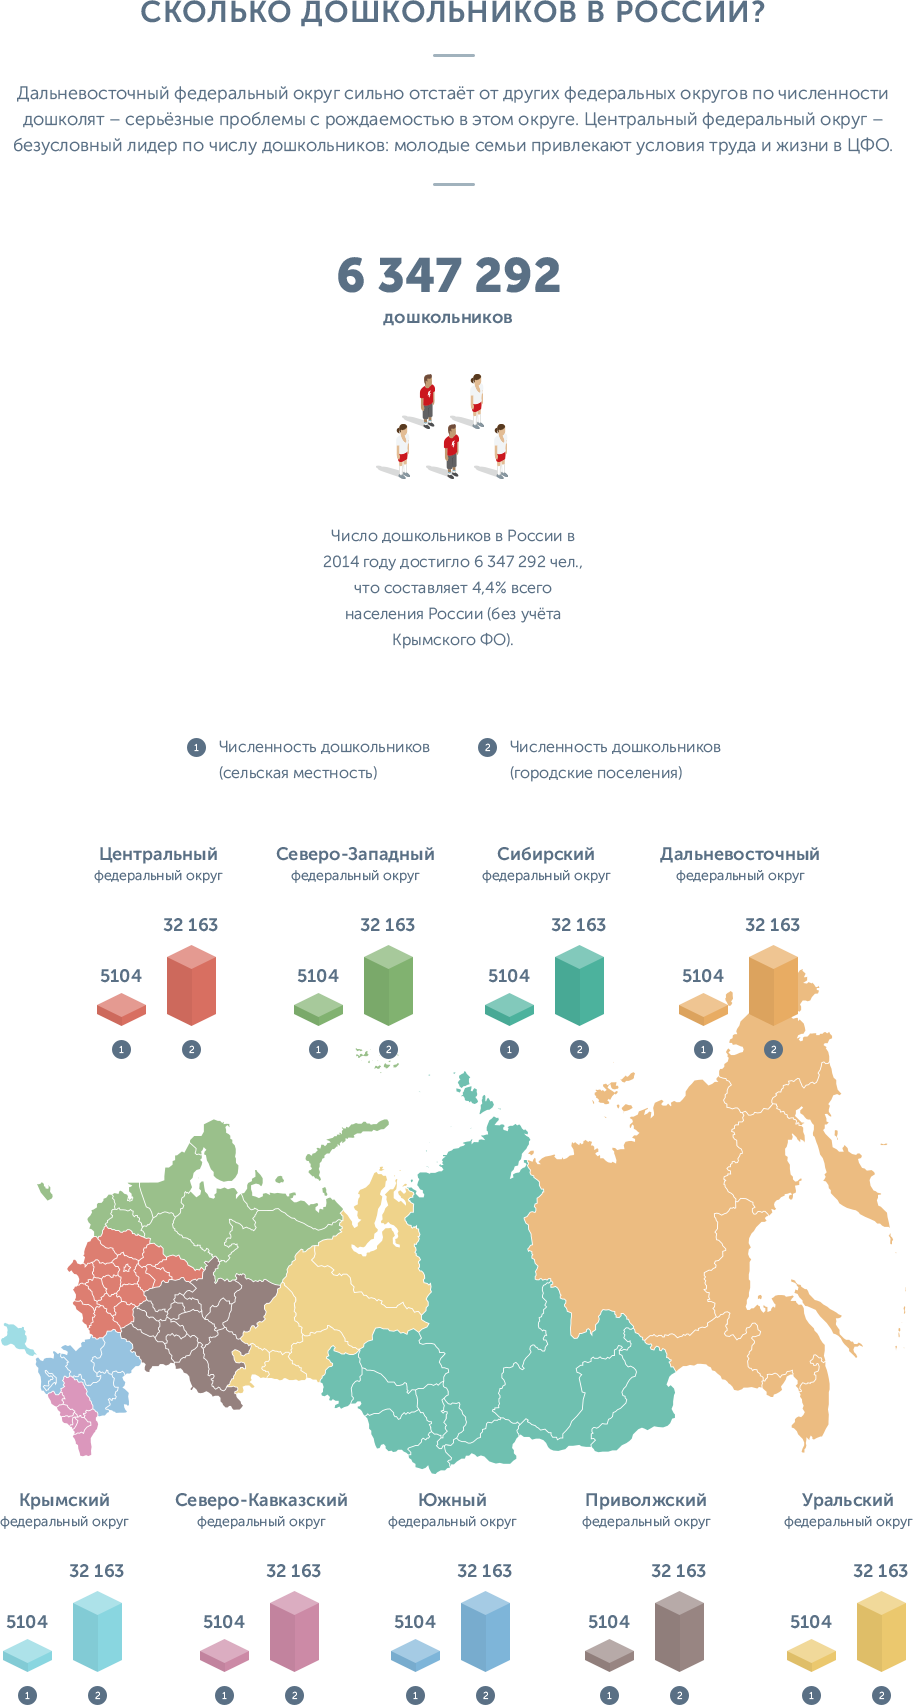 СКОЛЬКО ДОШКОЛЬНИКОВ В РОССИИ?
Дальневосточный федеральный округ сильно отстаёт от других федеральных округов по численности
дошколят – серьёзные проблемы с рождаемостью в этом округе. Центральный федеральный округ –
безусловный лидер по числу дошкольников: молодые семьи привлекают условия труда и жизни в ЦФО.
6 347 292
дошкольников
Число дошкольников в России в
2014 году достигло 6 347 292 чел.,
что составляет 4,4% всего
населения России (без учёта
Крымского ФО).
1 Численность дошкольников
(сельская местность)
2 Численность дошкольников
(городские поселения)
Центральный
федеральный округ
32 163
5104
1 2
Северо-Западный
федеральный округ
32 163
5104
1 2
Сибирский
федеральный округ
32 163
5104
1 2
Дальневосточный
федеральный округ
32 163
5104
1 2
Крымский
федеральный округ
32 163
5104
1 2
Северо-Кавказский
федеральный округ
32 163
5104
1 2
Южный
федеральный округ
32 163
5104
1 2
Приволжский
федеральный округ
32 163
5104
1 2
Уральский
федеральный округ
32 163
5104
1 2